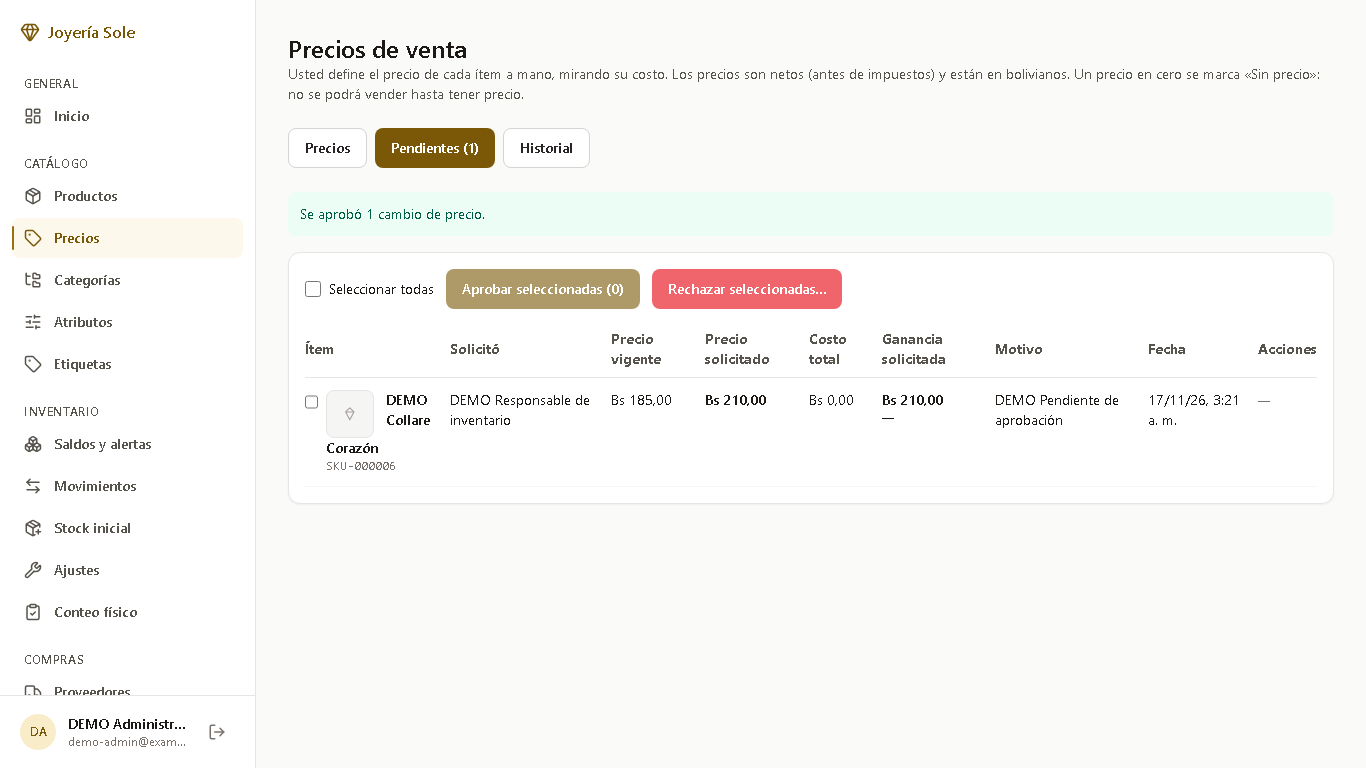 Joyería Sole
GENERAL
Inicio
CATÁLOGO
Productos
Precios
Categorías
Atributos
Etiquetas
INVENTARIO
Saldos y alertas
Movimientos
Stock inicial
Ajustes
Conteo físico
COMPRAS
Proveedores
DA
DEMO Administr...
demo-admin@exam...
Precios de venta
Usted define el precio de cada ítem a mano, mirando su costo. Los precios son netos (antes de impuestos) y están en bolivianos. Un precio en cero se marca «Sin precio»:
no se podrá vender hasta tener precio.
Precios
Pendientes (1)
Historial
Se aprobó 1 cambio de precio.
Seleccionar todas
Aprobar seleccionadas (0)
Rechazar seleccionadas...
Ítem
Solicitó
Precio
vigente
Precio
solicitado
Costo
total
Ganancia
solicitada
Motivo
Fecha
Acciones
DEMO
Collare
Corazón
SKU-000006
DEMO Responsable de
inventario
Bs 185,00
Bs 210,00
Bs 0,00
Bs 210,00
—
DEMO Pendiente de
aprobación
17/11/26, 3:21
a. m.
—